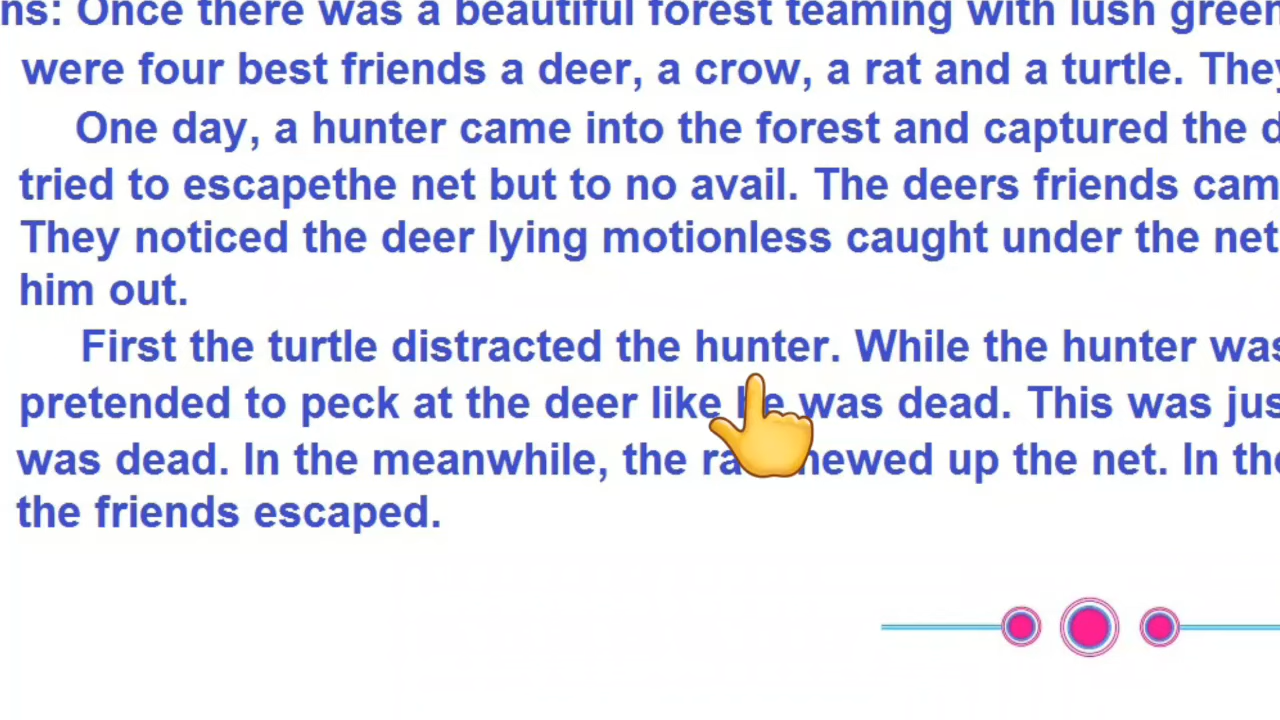 ns: Once there was a beautiful forest teaming with lush green
were four best friends a deer, a crow, a rat and a turtle. They
One day, a hunter came into the forest and captured the d
tried to escapethe net but to no avail. The deers friends cam
They noticed the deer lying motionless caught under the net
him out.
First the turtle distracted the hunter. While the hunter was
pretended to peck at the deer like he was dead. This was jus
was dead. In the meanwhile, the ra hewed up the net. In the
the friends escaped.